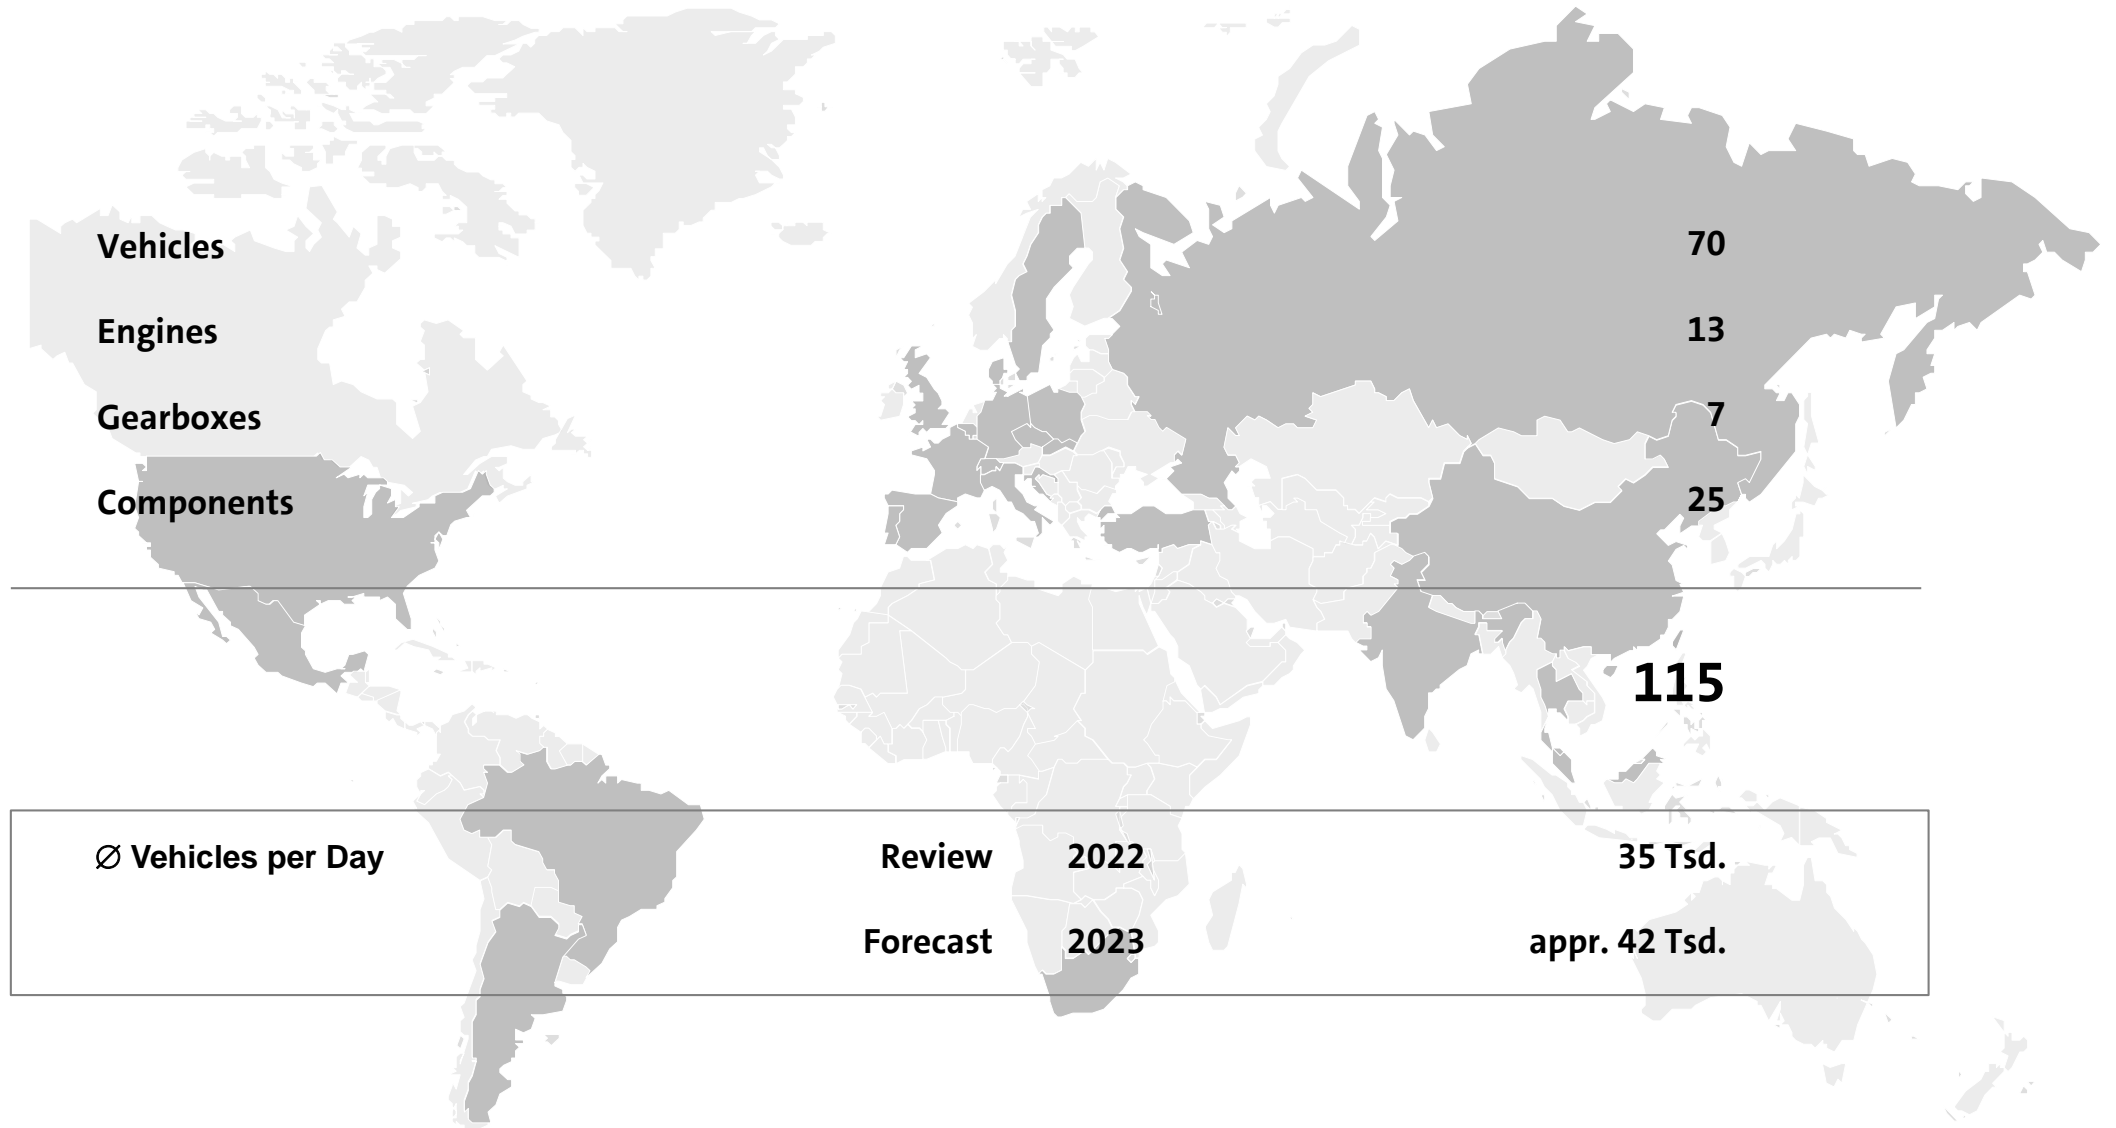 Vehicles 70
Engines 13
Gearboxes 7
Components 25
115
∅ Vehicles per Day Review 2022 35 Tsd.
Forecast 2023 appr. 42 Tsd.